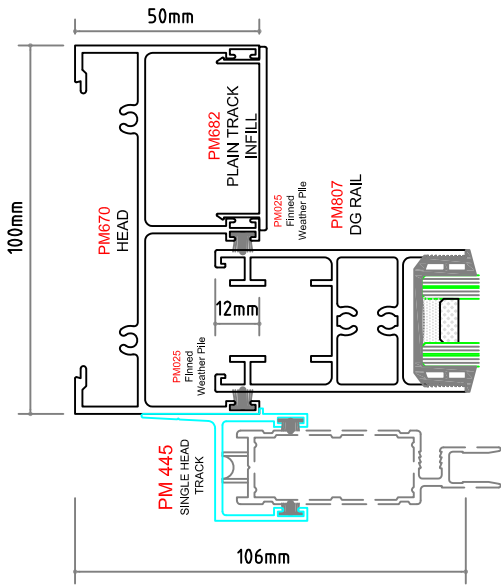 50mm
100mm
PM670
HEAD
PM682
PLAIN TRACK
INFILL
PM025
Finned
Weather Pile
PM807
DG RAIL
12mm
PM025
Finned
Weather Pile
PM 445
SINGLE HEAD
TRACK
106mm